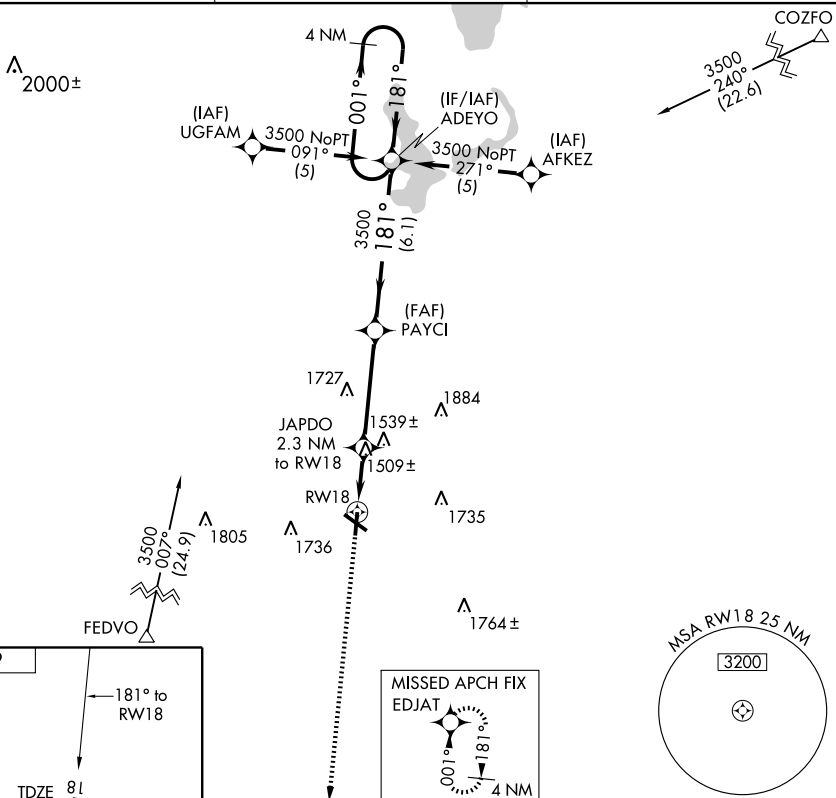 4 NM
COZFO
3500
240°
(22.6)
2000±
001°
181°
(IF/IAF)
ADEYO
(IAF)
UGFAM
3500 NoPT
091°
(5)
3500 NoPT
271°
(5)
(IAF)
AFKEZ
3500
181°
(6.1)
(FAF)
PAYCI
1727
1884
JAPDO
2.3 NM
to RW18
1539±
1509±
RW18
1735
1805
1736
3500
007°
(24.9)
FEDVO
1764±
MSA RW18 25 NM
3200
181° to
RW18
MISSED APCH FIX
EDJAT
001°
181°
4 NM
TDZE
18